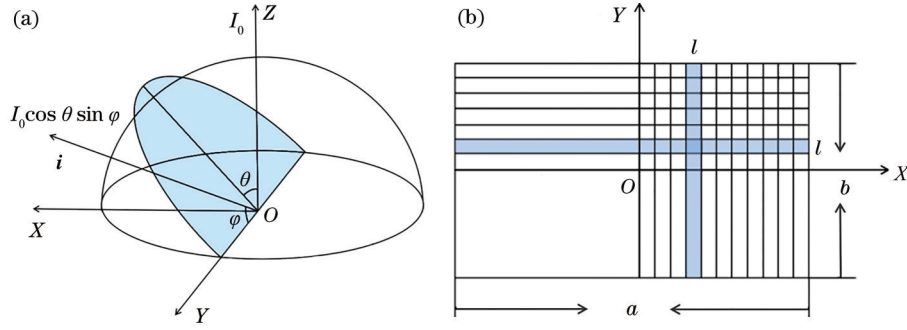 (a)
I₀
Z
I₀cos θ sin φ
i
θ
X
φ
O
Y
(b)
Y
l
l
O
X
b
a